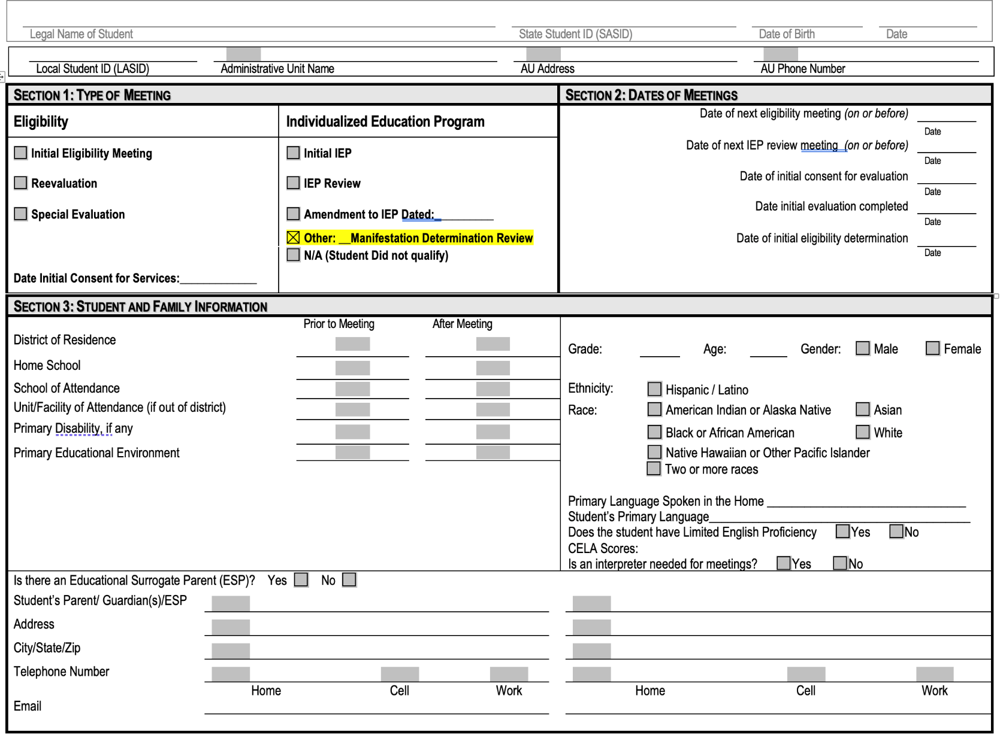 Legal Name of Student State Student ID (SASID) Date of Birth Date
Local Student ID (LASID) Administrative Unit Name AU Address AU Phone Number
SECTION 1: TYPE OF MEETING
Eligibility
Initial Eligibility Meeting
Reevaluation
Special Evaluation
Date Initial Consent for Services:____________
Individualized Education Program
Initial IEP
IEP Review
Amendment to IEP Dated:_________
Other: __Manifestation Determination Review
N/A (Student Did not qualify)
SECTION 2: DATES OF MEETINGS
Date of next eligibility meeting (on or before)
Date
Date of next IEP review meeting (on or before)
Date
Date of initial consent for evaluation
Date
Date initial evaluation completed
Date
Date of initial eligibility determination
Date
SECTION 3: STUDENT AND FAMILY INFORMATION
Prior to Meeting After Meeting
District of Residence
Home School
School of Attendance
Unit/Facility of Attendance (if out of district)
Primary Disability, if any
Primary Educational Environment
Grade: Age: Gender: Male Female
Ethnicity: Hispanic / Latino
Race: American Indian or Alaska Native Asian
Black or African American White
Native Hawaiian or Other Pacific Islander
Two or more races
Primary Language Spoken in the Home ______________________________
Student's Primary Language________________________________________
Does the student have Limited English Proficiency Yes No
CELA Scores:
Is an interpreter needed for meetings? Yes No
Is there an Educational Surrogate Parent (ESP)? Yes No
Student's Parent/ Guardian(s)/ESP
Address
City/State/Zip
Telephone Number
Home Cell Work Home Cell Work
Email